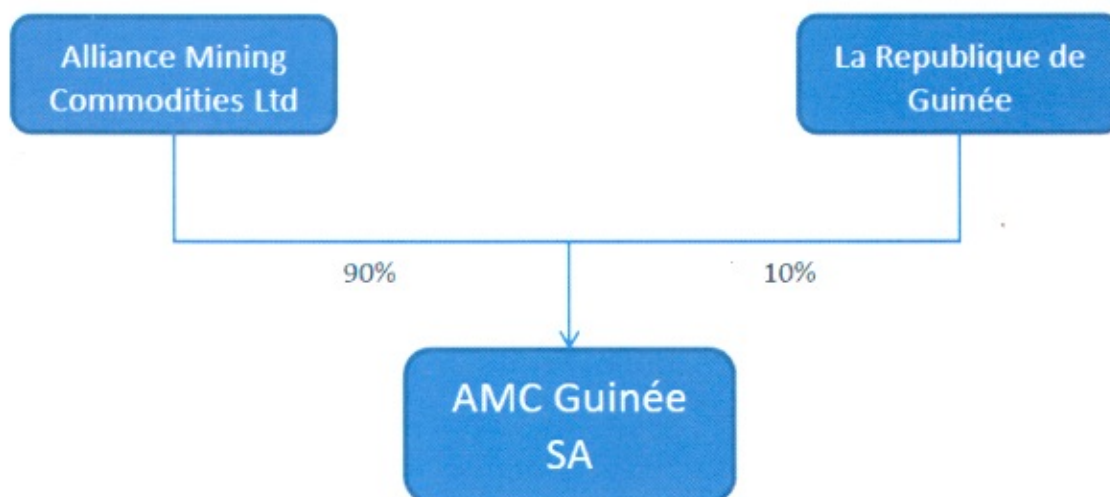 Alliance Mining
Commodities Ltd
La Republique de
Guinée
90%
10%
AMC Guinée
SA